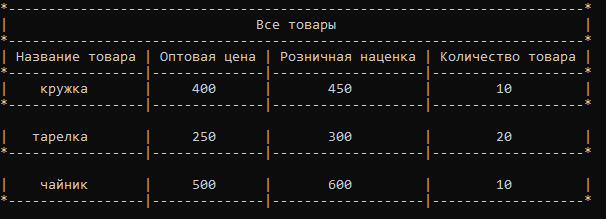 Все товары
Название товара | Оптовая цена | Розничная наценка | Количество товара
кружка | 400 | 450 | 10
тарелка | 250 | 300 | 20
чайник | 500 | 600 | 10